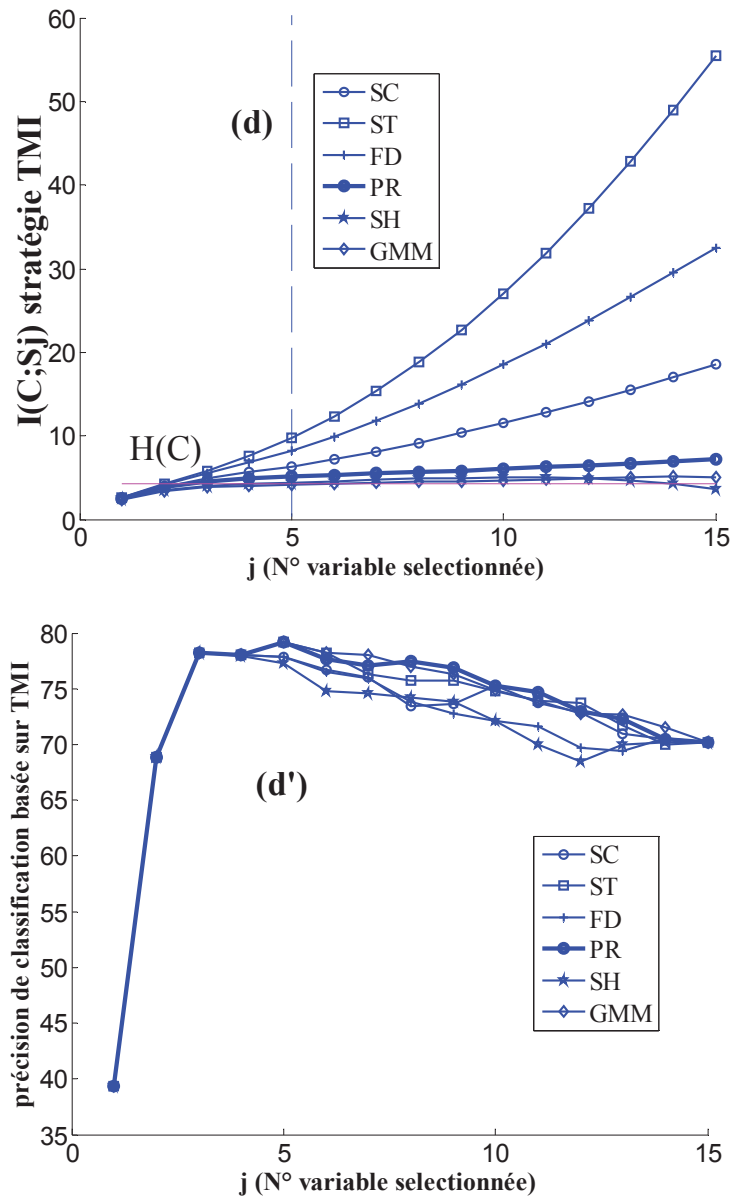 60
50
40
30
20
10
0
I(C;Sj) stratégie TMI
(d)
SC
ST
FD
PR
SH
GMM
H(C)
0
5
10
15
j (N° variable selectionnée)
80
75
70
65
60
55
50
45
40
35
précision de classification basée sur TMI
(d')
SC
ST
FD
PR
SH
GMM
0
5
10
15
j (N° variable selectionnée)